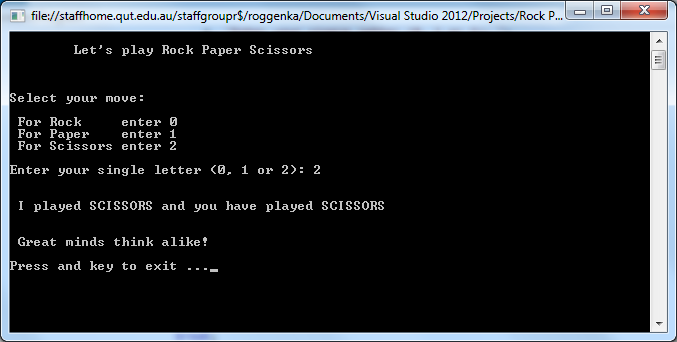 file://staffhome.qut.edu.au/staffgroupr$/roggenka/Documents/Visual Studio 2012/Projects/Rock P...
Let's play Rock Paper Scissors
Select your move:
For Rock enter 0
For Paper enter 1
For Scissors enter 2
Enter your single letter (0, 1 or 2): 2
I played SCISSORS and you have played SCISSORS
Great minds think alike!
Press and key to exit ..._